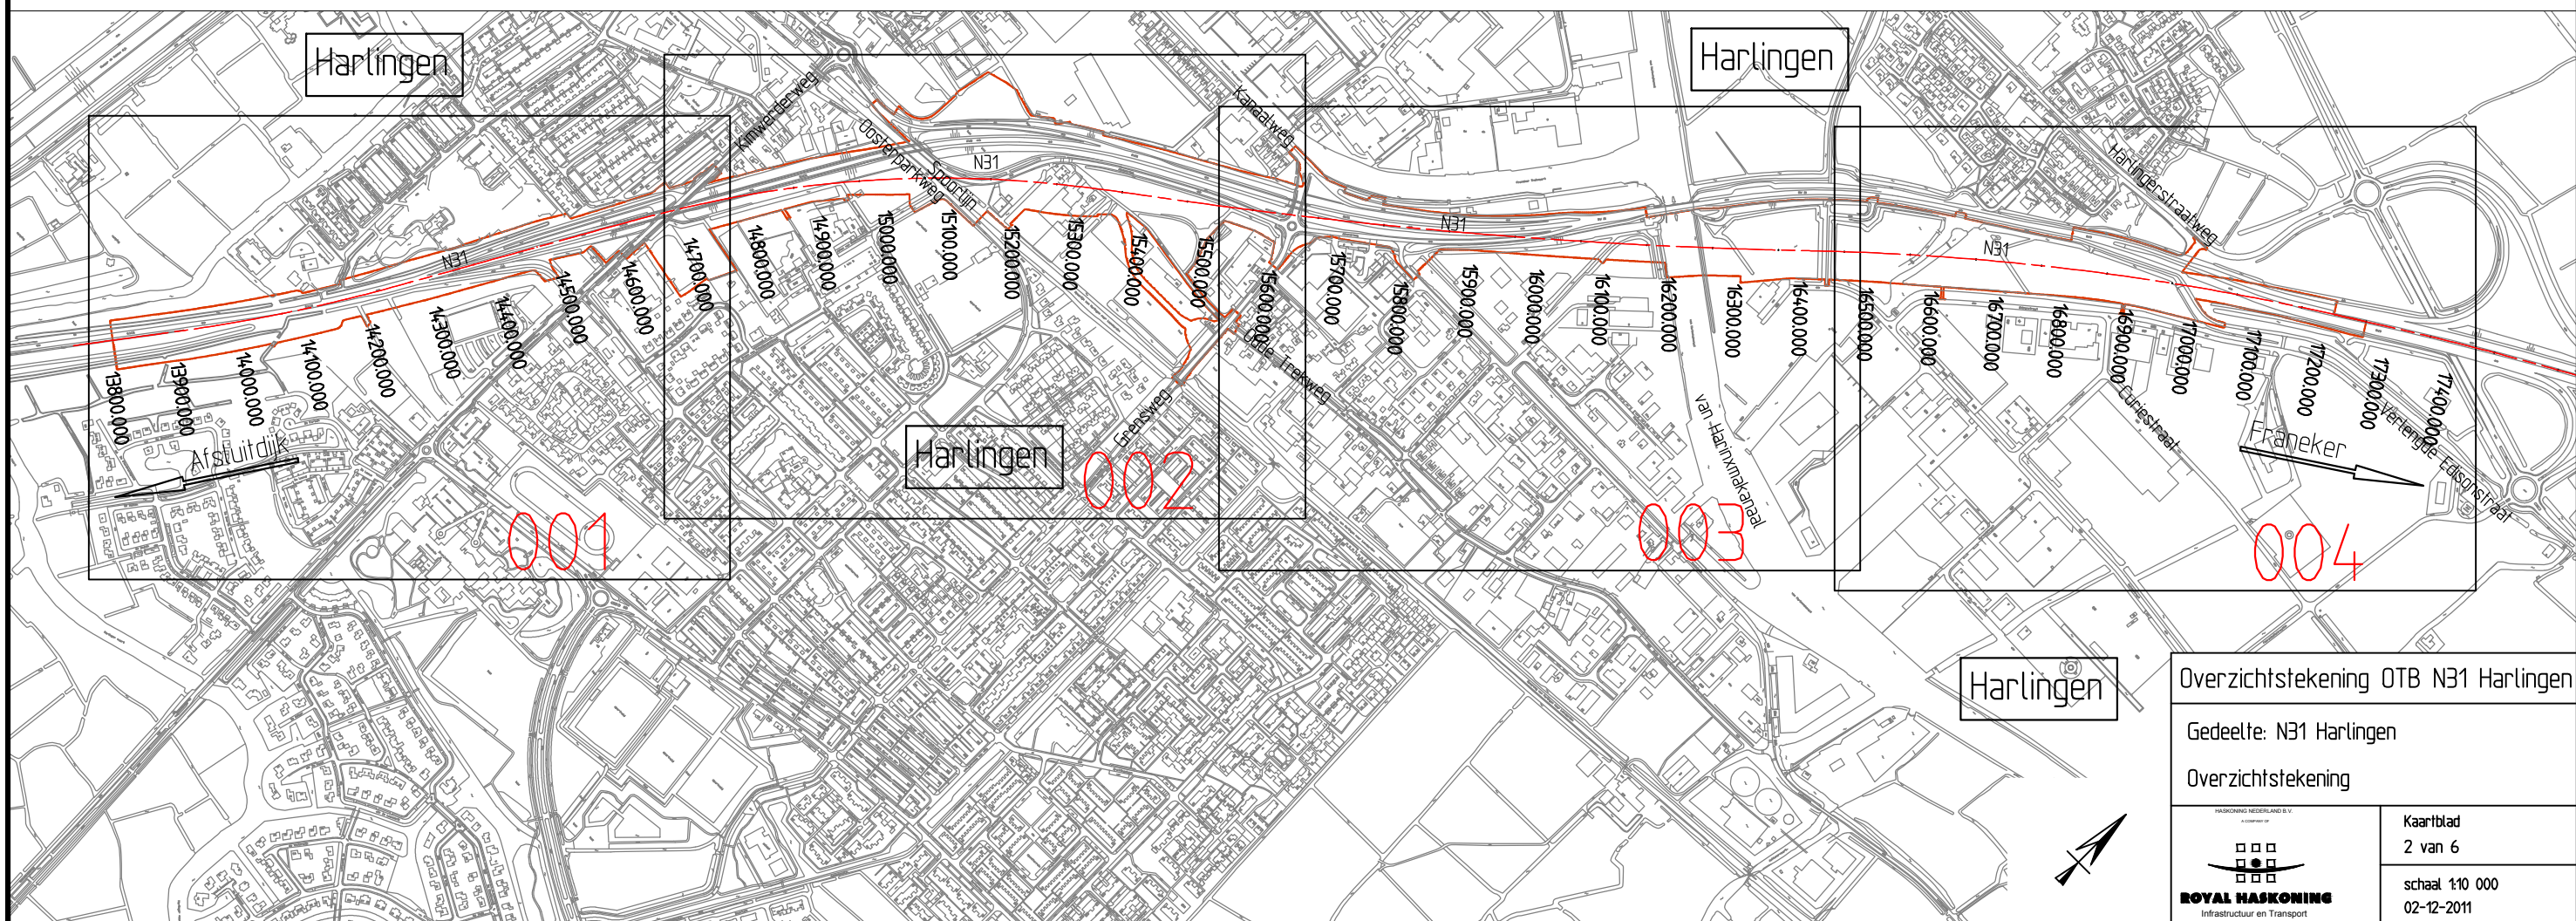 Harlingen
Harlingen
Kimwerderweg
Oosterparkweg
Spoorlijn
N31
Kanaalweg
N31
N31
N31
Harlingerstraatweg
13800.000
13900.000
14000.000
14100.000
14200.000
14300.000
14400.000
14500.000
14600.000
14700.000
14800.000
14900.000
15000.000
15100.000
15200.000
15300.000
15400.000
15500.000
15600.000
15700.000
15800.000
15900.000
16000.000
16100.000
16200.000
16300.000
16400.000
16500.000
16600.000
16700.000
16800.000
16900.000
17000.000
17100.000
17200.000
17300.000
17400.000
Afsluitdijk
Harlingen
Grensweg
Oude Trekweg
van Harinxmakanaal
Curiestraat
Franeker
Verlengde Edisonstraat
001
002
003
004
Harlingen
Overzichtstekening OTB N31 Harlingen
Gedeelte: N31 Harlingen
Overzichtstekening
HASKONING NEDERLAND B.V.
A COMPANY OF
ROYAL HASKONING
Infrastructuur en Transport
Kaartblad
2 van 6
schaal 1:10 000
02-12-2011